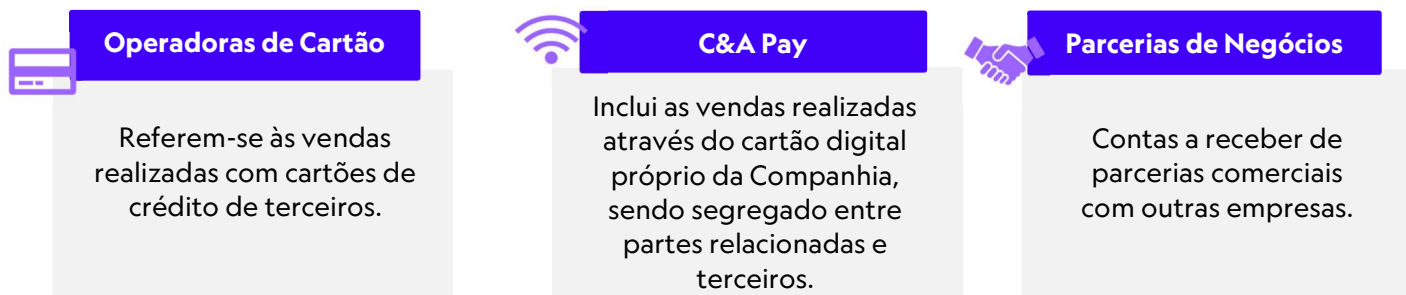 Operadoras de Cartão
Referem-se às vendas
realizadas com cartões de
crédito de terceiros.
C&A Pay
Inclui as vendas realizadas
através do cartão digital
próprio da Companhia,
sendo segregado entre
partes relacionadas e
terceiros.
Parcerias de Negócios
Contas a receber de
parcerias comerciais
com outras empresas.